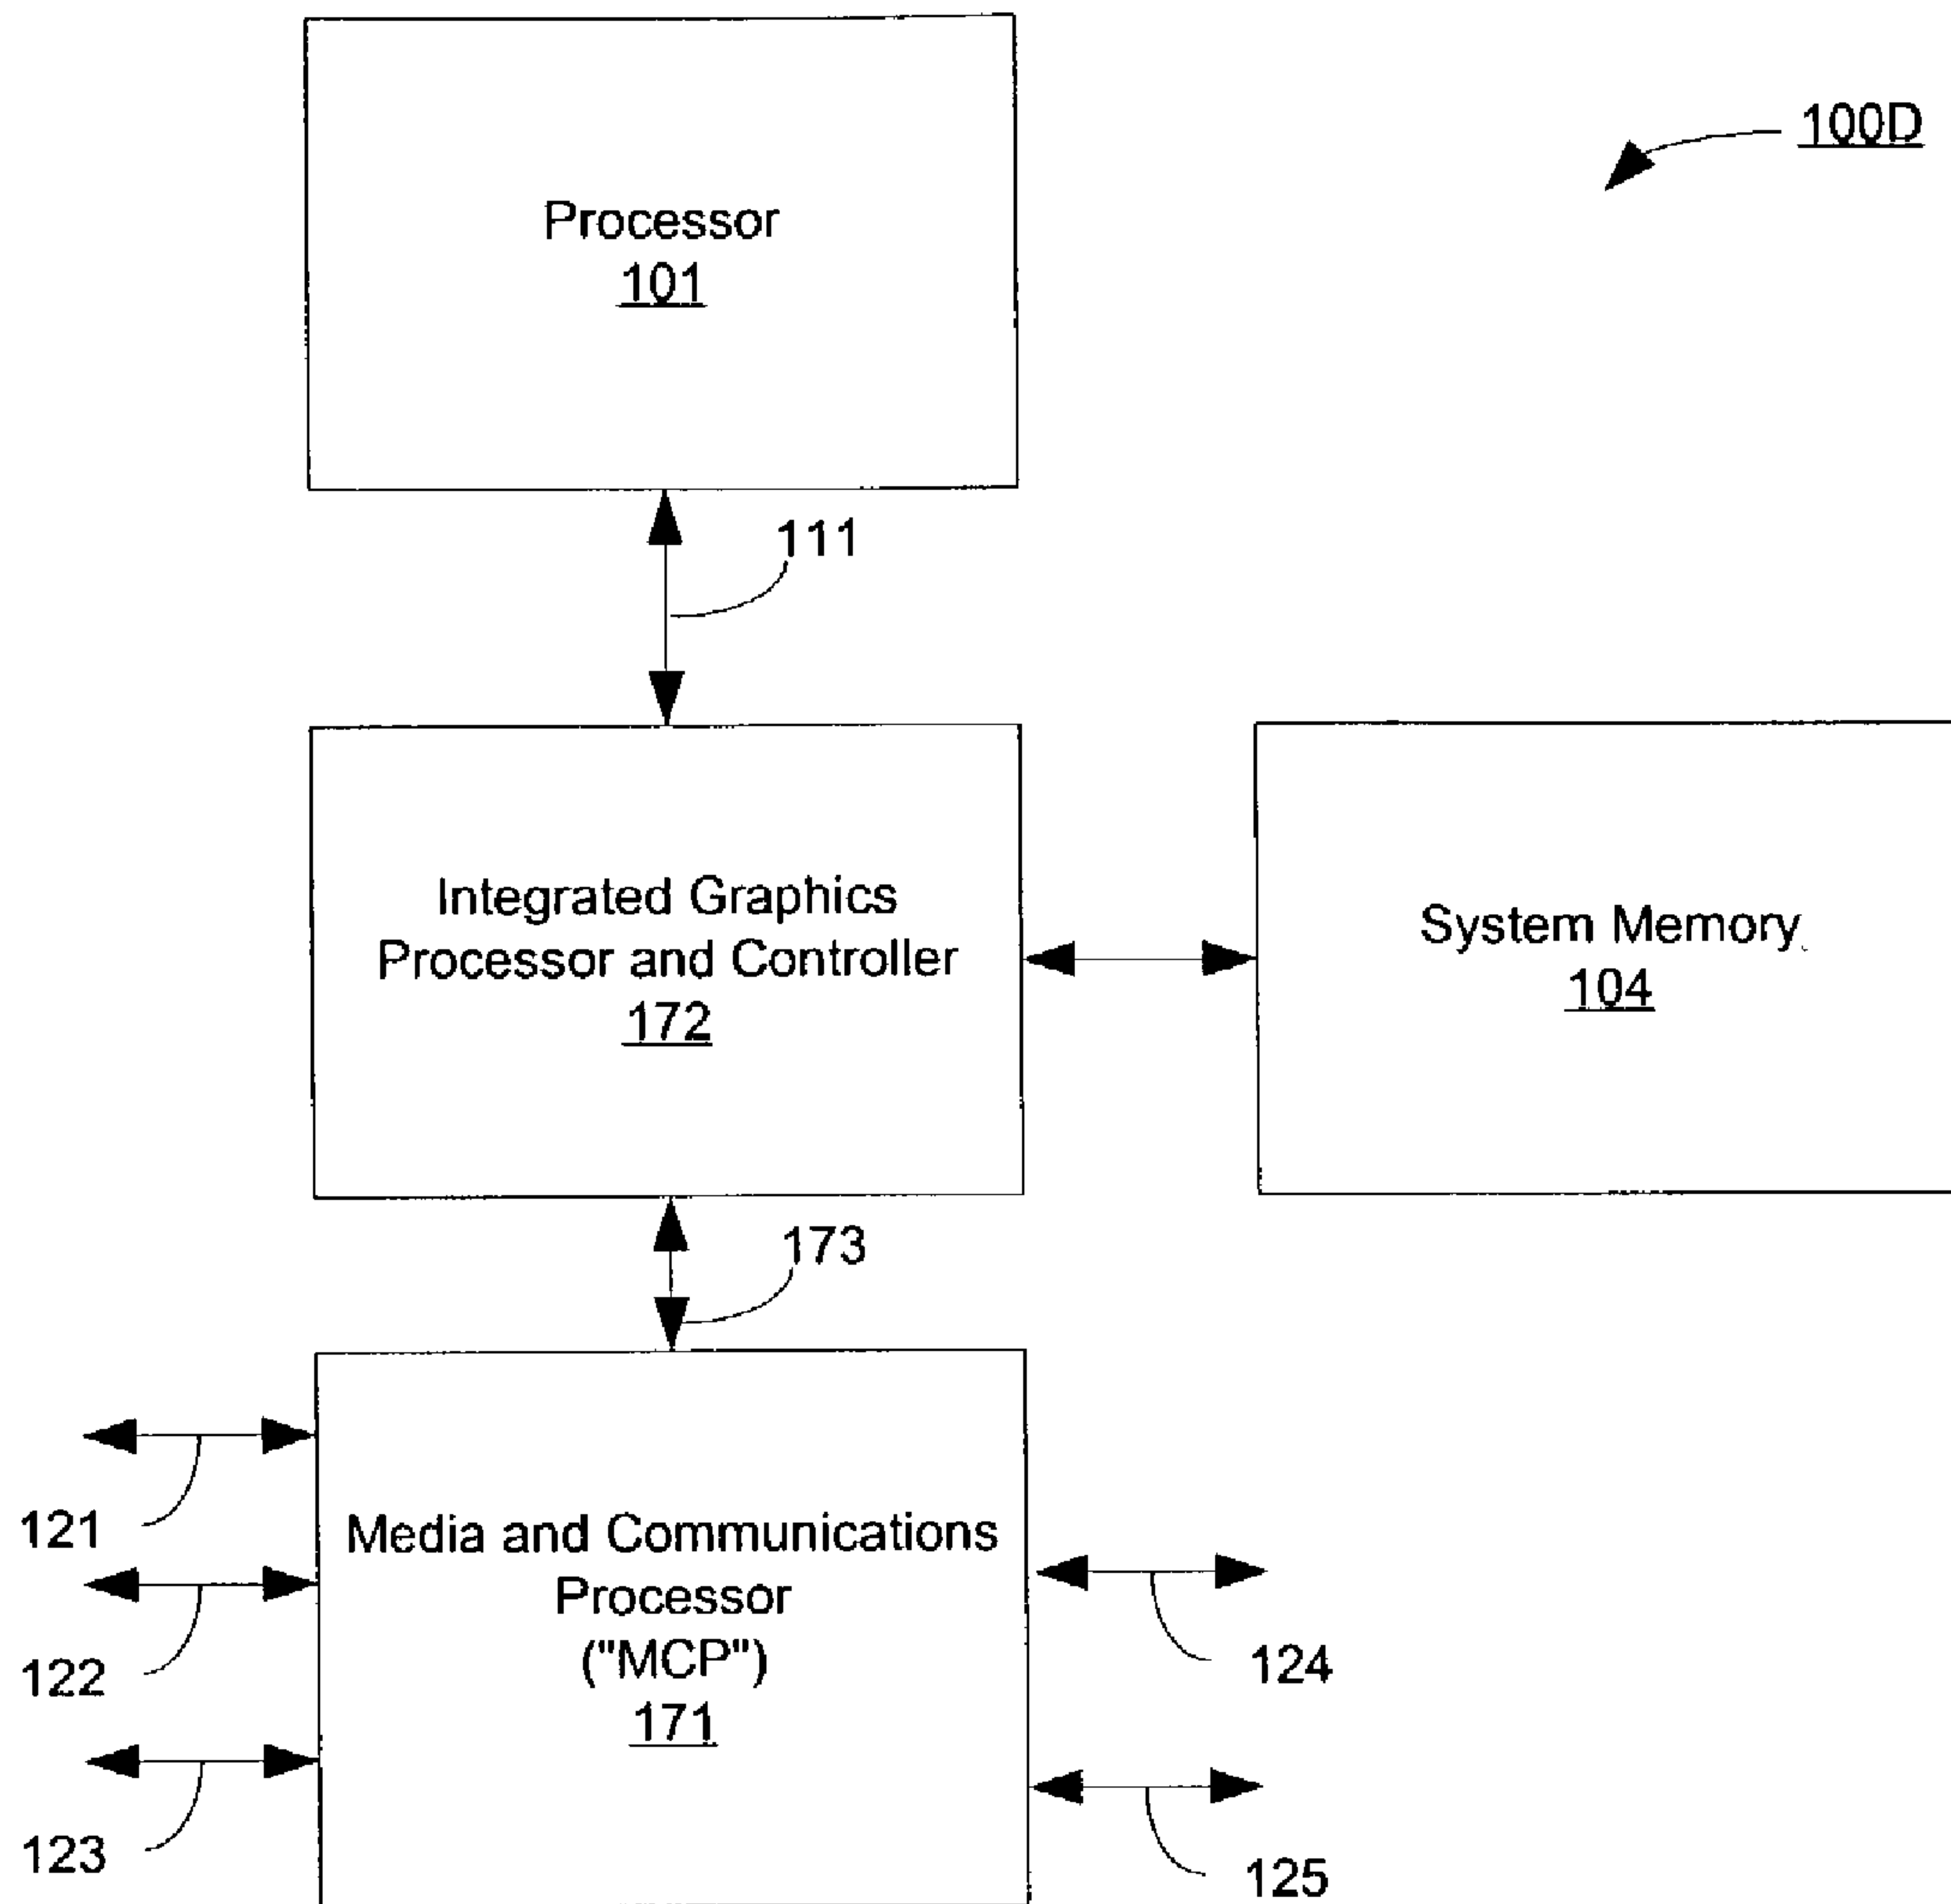 100D
Processor
101
111
Integrated Graphics
Processor and Controller
172
System Memory
104
173
121
122
123
Media and Communications
Processor
("MCP")
171
124
125